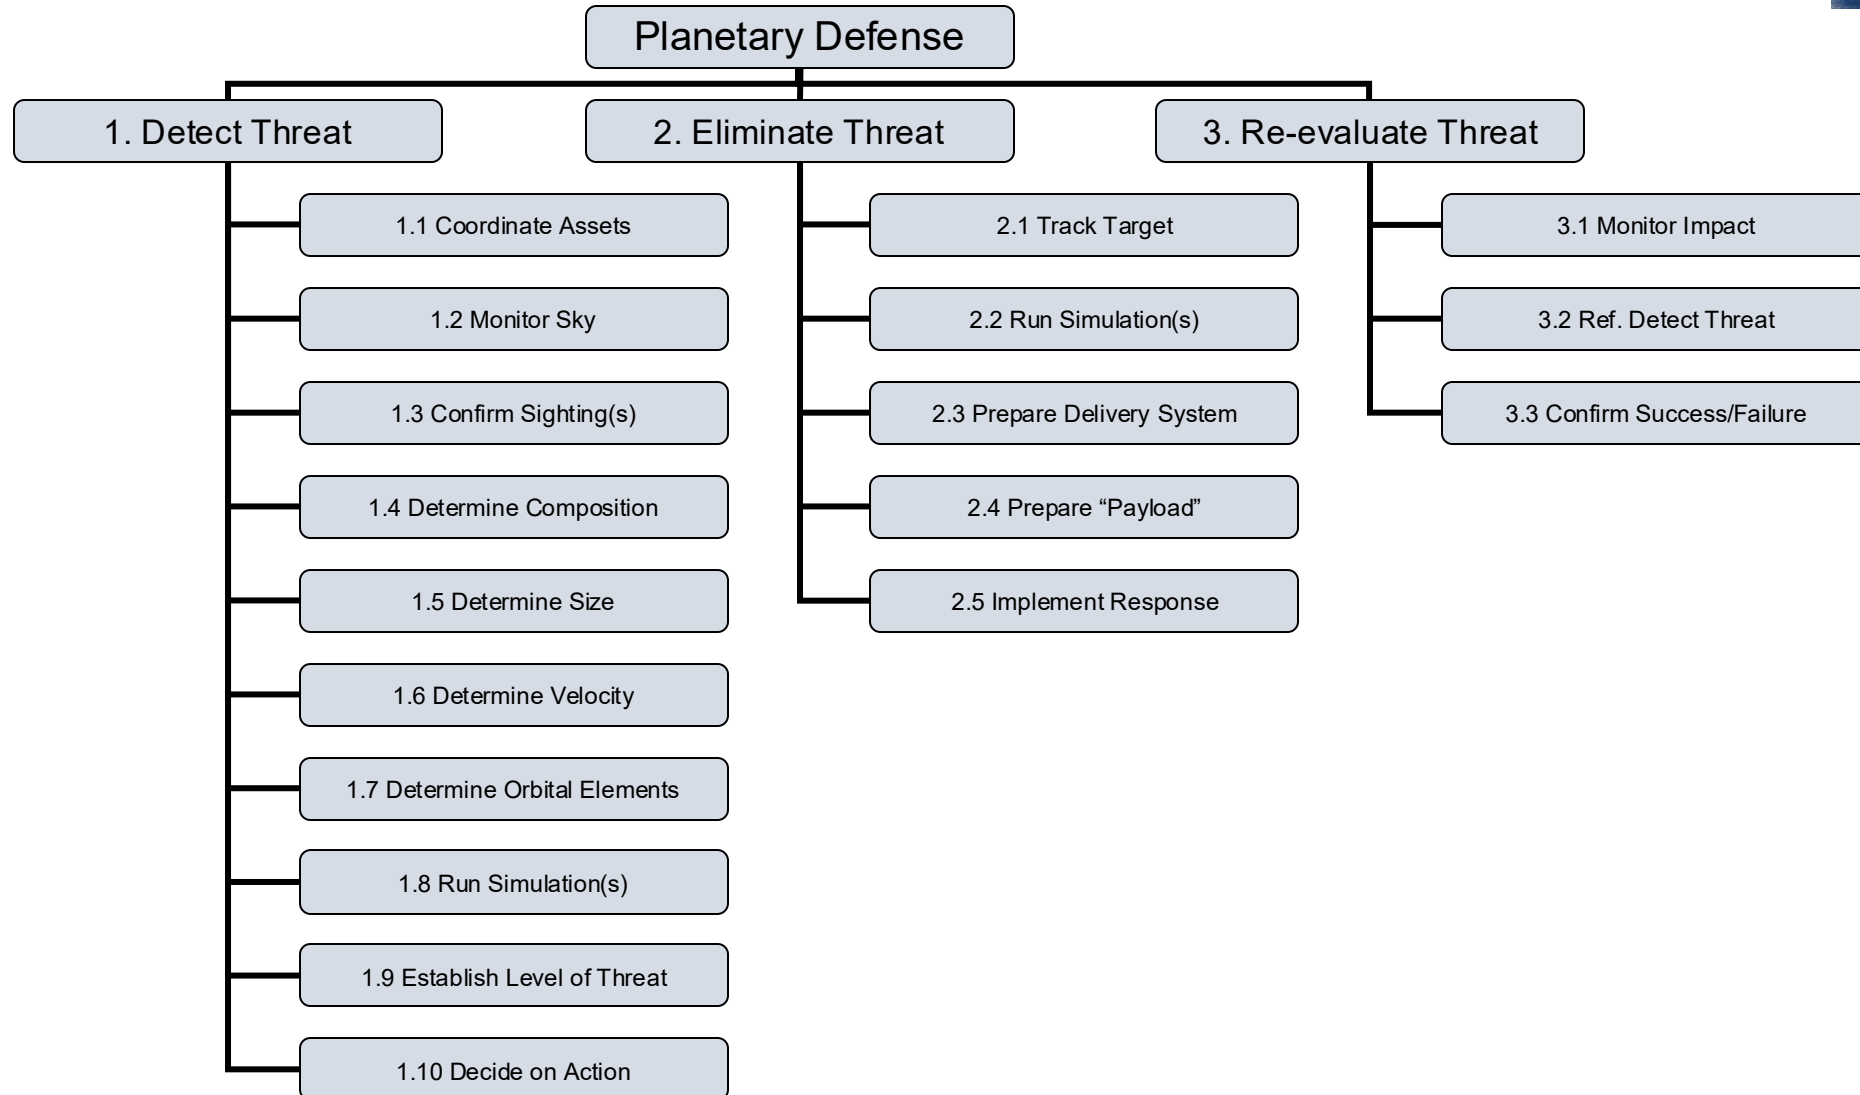 Planetary Defense
1. Detect Threat
2. Eliminate Threat
3. Re-evaluate Threat
1.1 Coordinate Assets
1.2 Monitor Sky
1.3 Confirm Sighting(s)
1.4 Determine Composition
1.5 Determine Size
1.6 Determine Velocity
1.7 Determine Orbital Elements
1.8 Run Simulation(s)
1.9 Establish Level of Threat
1.10 Decide on Action
2.1 Track Target
2.2 Run Simulation(s)
2.3 Prepare Delivery System
2.4 Prepare “Payload”
2.5 Implement Response
3.1 Monitor Impact
3.2 Ref. Detect Threat
3.3 Confirm Success/Failure